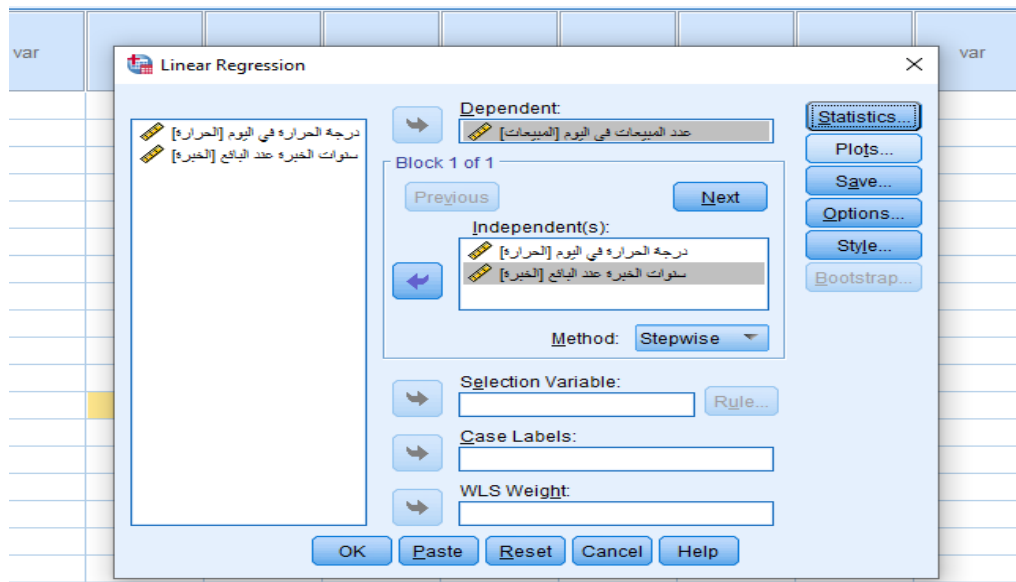 var
var
Linear Regression
درجة الحرارة في اليوم [الحرارة]
سنوات الخبرة عند البائع [الخبرة]
Dependent:
عدد المبيعات في اليوم [المبيعات]
Block 1 of 1
Previous
Next
Independent(s):
درجة الحرارة في اليوم [الحرارة]
سنوات الخبرة عند البائع [الخبرة]
Method: Stepwise
Selection Variable:
Rule...
Case Labels:
WLS Weight:
Statistics...
Plots...
Save...
Options...
Style...
Bootstrap...
OK Paste Reset Cancel Help